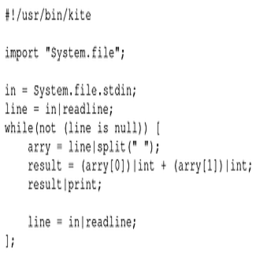 #!/usr/bin/kite

import "System.file";

in = System.file.stdin;
line = in|readline;
while(not (line is null)) [
    arry = line|split(" ");
    result = (arry[0])|int + (arry[1])|int;
    result|print;

    line = in|readline;
];